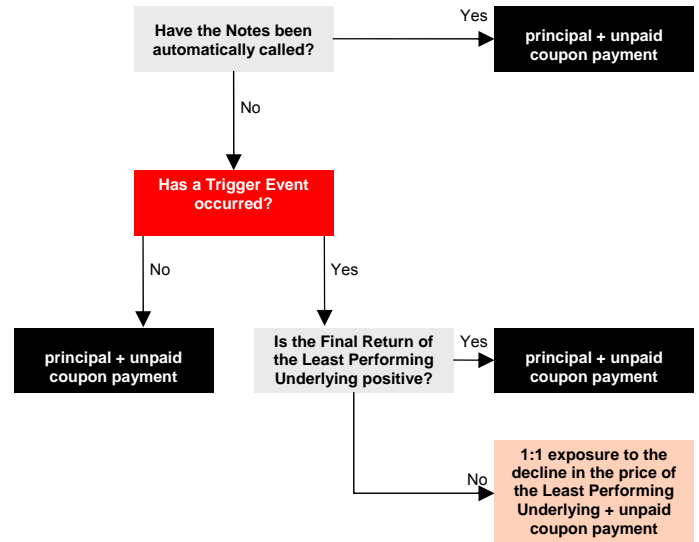 Have the Notes been
automatically called?
Yes
principal + unpaid
coupon payment
No
Has a Trigger Event
occurred?
No
Yes
principal + unpaid
coupon payment
Is the Final Return of
the Least Performing
Underlying positive?
Yes
principal + unpaid
coupon payment
No
1:1 exposure to the
decline in the price of
the Least Performing
Underlying + unpaid
coupon payment